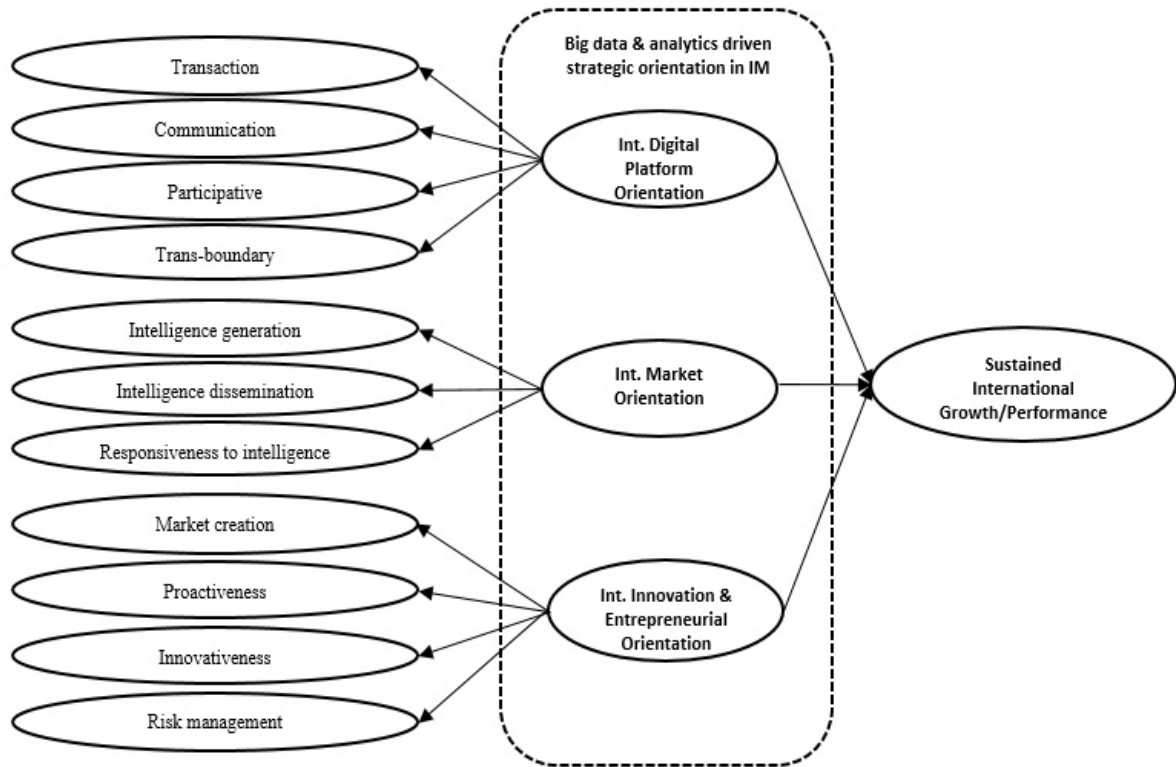 Transaction
Communication
Participative
Trans-boundary
Intelligence generation
Intelligence dissemination
Responsiveness to intelligence
Market creation
Proactiveness
Innovativeness
Risk management
Big data & analytics driven
strategic orientation in IM
Int. Digital
Platform
Orientation
Int. Market
Orientation
Int. Innovation &
Entrepreneurial
Orientation
Sustained
International
Growth/Performance